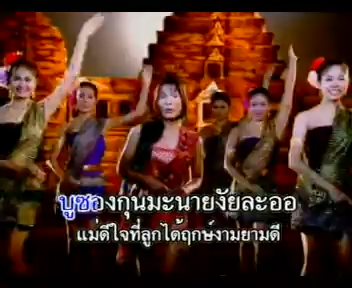 บูซองกุนมะนายงัยละออ
แม่ดีใจที่ลูกได้ฤกษ์งามยามดี